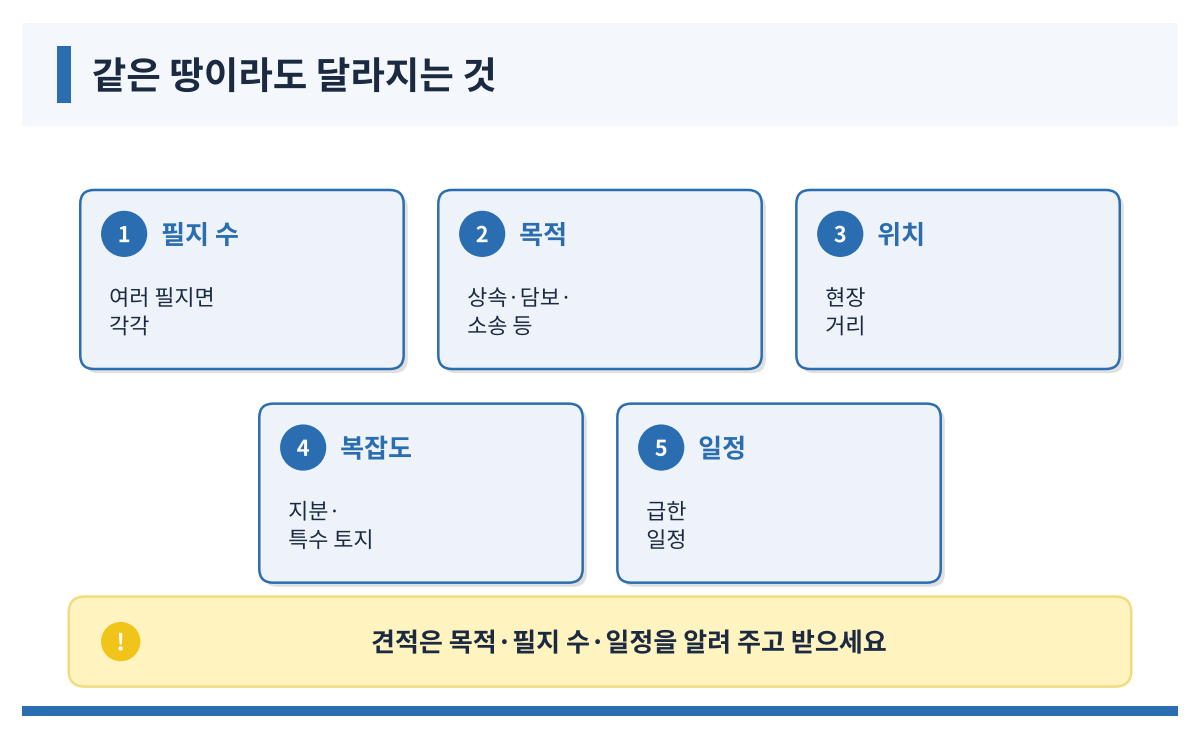 같은 땅이라도 달라지는 것
1 필지 수
여러 필지면
각각
2 목적
상속·담보·
소송 등
3 위치
현장
거리
4 복잡도
지분·
특수 토지
5 일정
급한
일정
! 견적은 목적·필지 수·일정을 알려 주고 받으세요